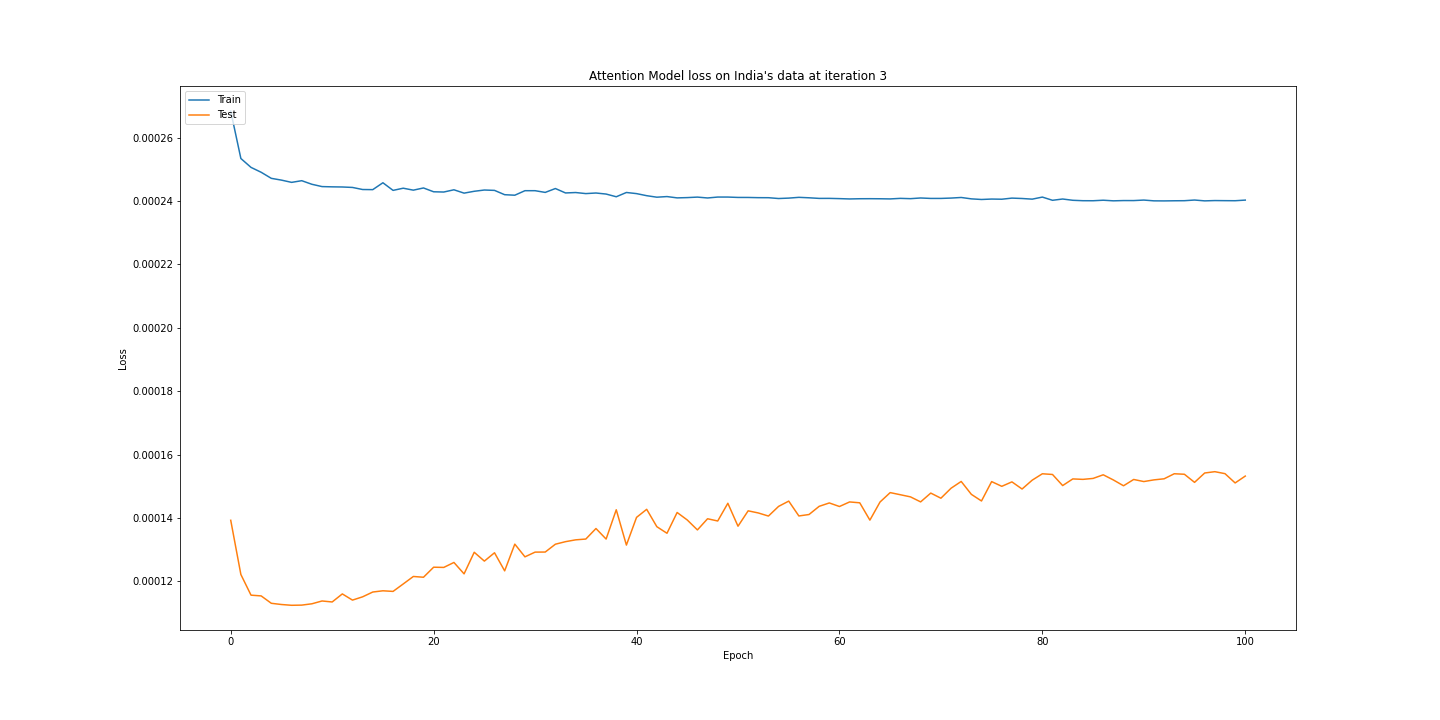 Attention Model loss on India's data at iteration 3
Train
Test
0.00026
0.00024
0.00022
0.00020
0.00018
0.00016
0.00014
0.00012
Loss
0 20 40 60 80 100
Epoch